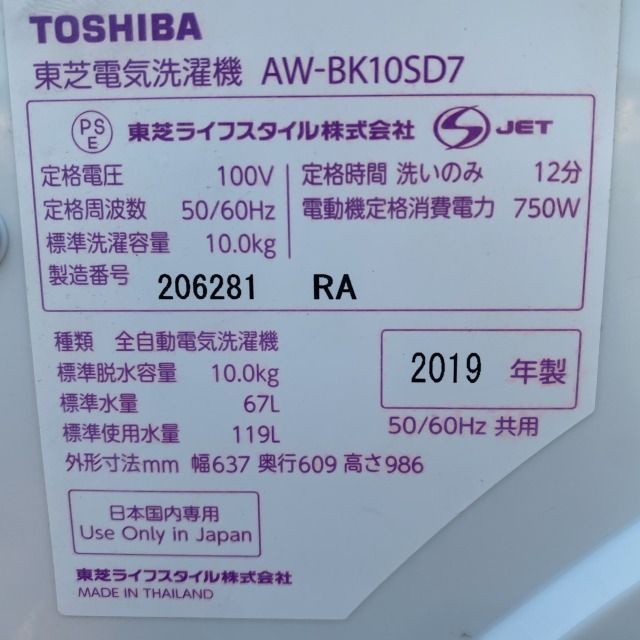 TOSHIBA
東芝電気洗濯機 AW-BK10SD7
PS E 東芝ライフスタイル株式会社 JET
定格電圧 100V
定格周波数 50/60Hz
標準洗濯容量 10.0kg
製造番号 206281 RA
定格時間 洗いのみ 12分
電動機定格消費電力 750W
種類 全自動電気洗濯機
標準脱水容量 10.0kg
標準水量 67L
標準使用水量 119L
外形寸法mm 幅637 奥行609 高さ986
2019 年製
50/60Hz 共用
日本国内専用
Use Only in Japan
東芝ライフスタイル株式会社
MADE IN THAILAND